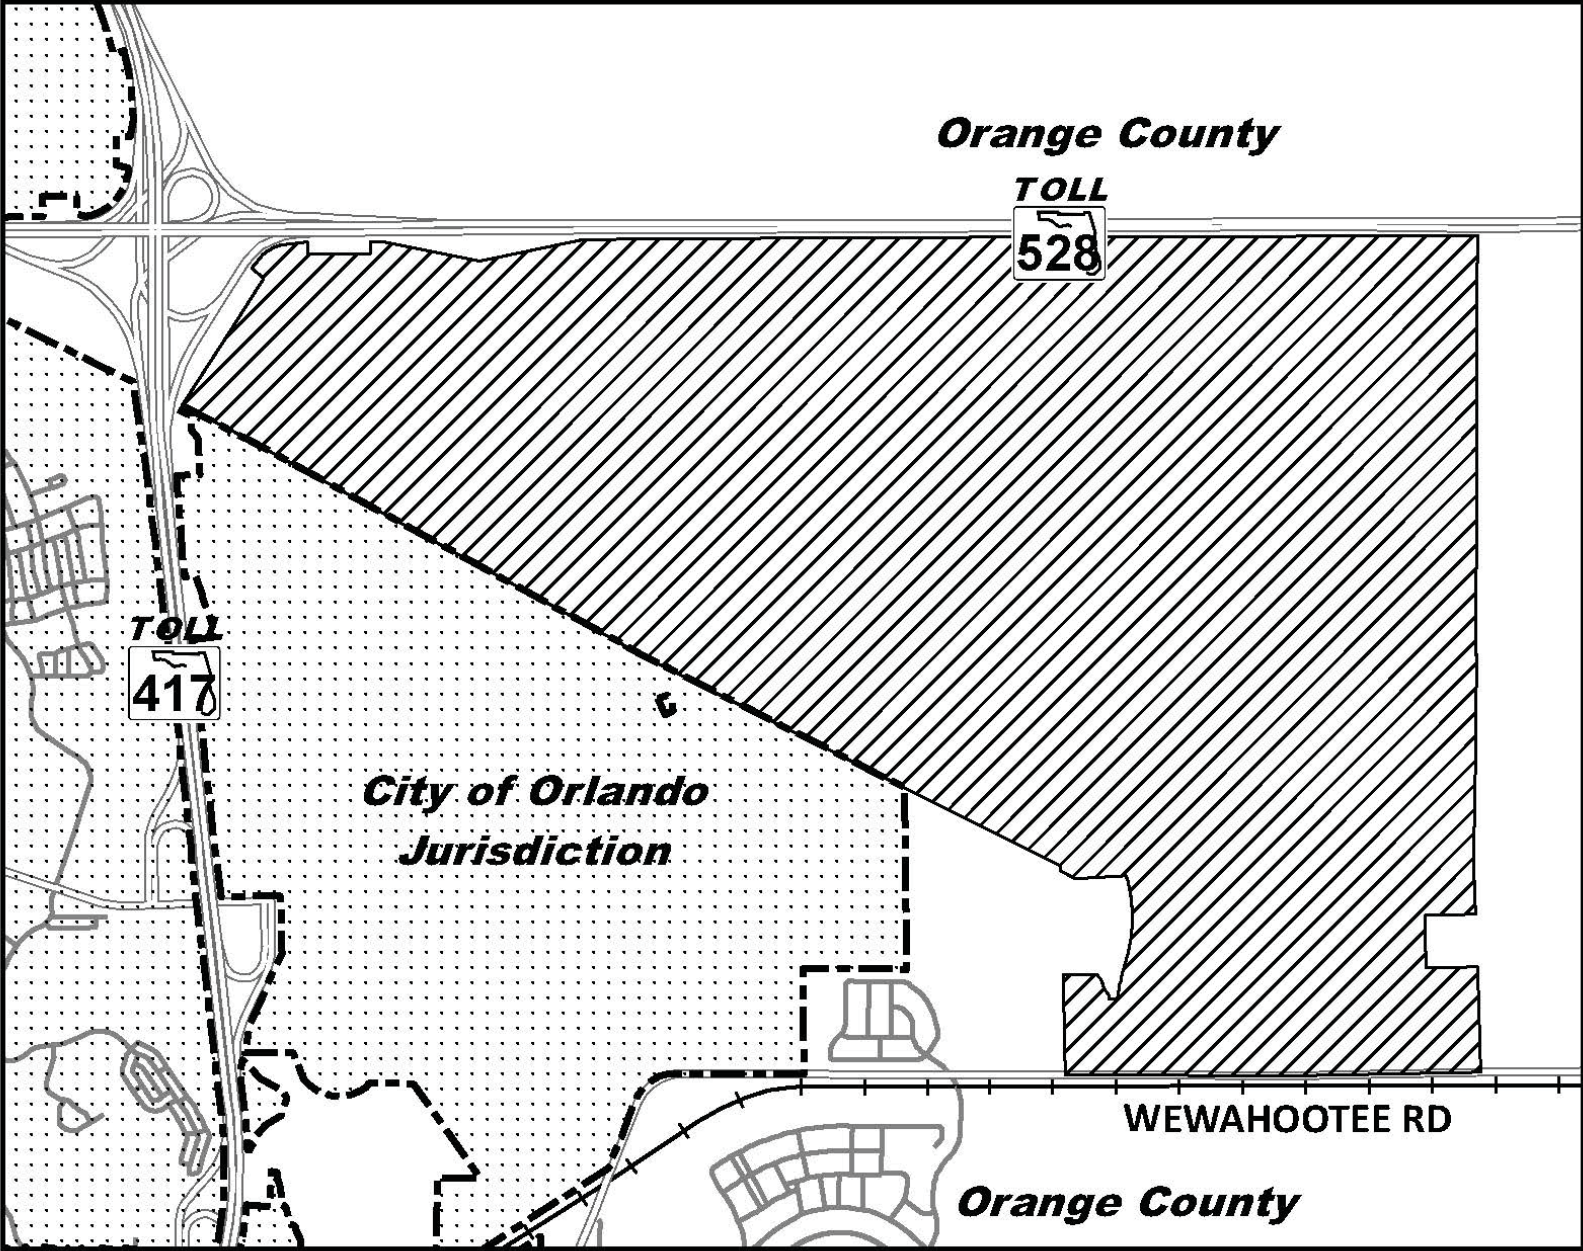 Orange County
TOLL
528
TOLL
417
City of Orlando
Jurisdiction
WEWAHOOTEE RD
Orange County